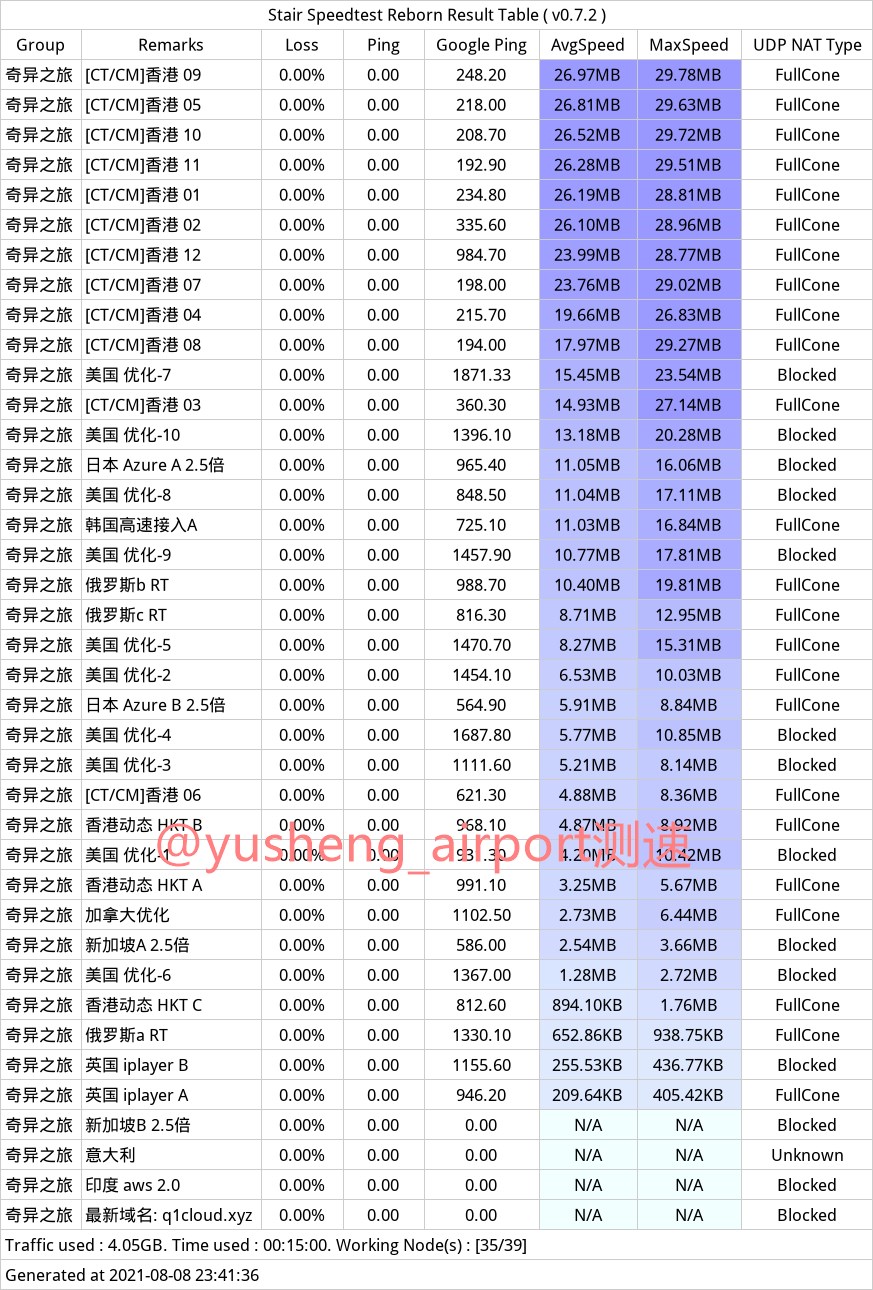 Stair Speedtest Reborn Result Table ( v0.7.2 )
Group Remarks Loss Ping Google Ping AvgSpeed MaxSpeed UDP NAT Type
奇异之旅 [CT/CM]香港 09 0.00% 0.00 248.20 26.97MB 29.78MB FullCone
奇异之旅 [CT/CM]香港 05 0.00% 0.00 218.00 26.81MB 29.63MB FullCone
奇异之旅 [CT/CM]香港 10 0.00% 0.00 208.70 26.52MB 29.72MB FullCone
奇异之旅 [CT/CM]香港 11 0.00% 0.00 192.90 26.28MB 29.51MB FullCone
奇异之旅 [CT/CM]香港 01 0.00% 0.00 234.80 26.19MB 28.81MB FullCone
奇异之旅 [CT/CM]香港 02 0.00% 0.00 335.60 26.10MB 28.96MB FullCone
奇异之旅 [CT/CM]香港 12 0.00% 0.00 984.70 23.99MB 28.77MB FullCone
奇异之旅 [CT/CM]香港 07 0.00% 0.00 198.00 23.76MB 29.02MB FullCone
奇异之旅 [CT/CM]香港 04 0.00% 0.00 215.70 19.66MB 26.83MB FullCone
奇异之旅 [CT/CM]香港 08 0.00% 0.00 194.00 17.97MB 29.27MB FullCone
奇异之旅 美国 优化-7 0.00% 0.00 1871.33 15.45MB 23.54MB Blocked
奇异之旅 [CT/CM]香港 03 0.00% 0.00 360.30 14.93MB 27.14MB FullCone
奇异之旅 美国 优化-10 0.00% 0.00 1396.10 13.18MB 20.28MB Blocked
奇异之旅 日本 Azure A 2.5倍 0.00% 0.00 965.40 11.05MB 16.06MB Blocked
奇异之旅 美国 优化-8 0.00% 0.00 848.50 11.04MB 17.11MB Blocked
奇异之旅 韩国高速接入A 0.00% 0.00 725.10 11.03MB 16.84MB FullCone
奇异之旅 美国 优化-9 0.00% 0.00 1457.90 10.77MB 17.81MB Blocked
奇异之旅 俄罗斯b RT 0.00% 0.00 988.70 10.40MB 19.81MB FullCone
奇异之旅 俄罗斯c RT 0.00% 0.00 816.30 8.71MB 12.95MB FullCone
奇异之旅 美国 优化-5 0.00% 0.00 1470.70 8.27MB 15.31MB FullCone
奇异之旅 美国 优化-2 0.00% 0.00 1454.10 6.53MB 10.03MB FullCone
奇异之旅 日本 Azure B 2.5倍 0.00% 0.00 564.90 5.91MB 8.84MB FullCone
奇异之旅 美国 优化-4 0.00% 0.00 1687.80 5.77MB 10.85MB Blocked
奇异之旅 美国 优化-3 0.00% 0.00 1111.60 5.21MB 8.14MB Blocked
奇异之旅 [CT/CM]香港 06 0.00% 0.00 621.30 4.88MB 8.36MB FullCone
奇异之旅 香港动态 HKT B 0.00% 0.00 968.10 4.87MB 8.92MB FullCone
@yusheng_airport测速
奇异之旅 美国 优化-1 0.00% 0.00 931.30 4.20MB 10.42MB Blocked
奇异之旅 香港动态 HKT A 0.00% 0.00 991.10 3.25MB 5.67MB FullCone
奇异之旅 加拿大优化 0.00% 0.00 1102.50 2.73MB 6.44MB FullCone
奇异之旅 新加坡A 2.5倍 0.00% 0.00 586.00 2.54MB 3.66MB Blocked
奇异之旅 美国 优化-6 0.00% 0.00 1367.00 1.28MB 2.72MB Blocked
奇异之旅 香港动态 HKT C 0.00% 0.00 812.60 894.10KB 1.76MB FullCone
奇异之旅 俄罗斯a RT 0.00% 0.00 1330.10 652.86KB 938.75KB FullCone
奇异之旅 英国 iplayer B 0.00% 0.00 1155.60 255.53KB 436.77KB Blocked
奇异之旅 英国 iplayer A 0.00% 0.00 946.20 209.64KB 405.42KB FullCone
奇异之旅 新加坡B 2.5倍 0.00% 0.00 0.00 N/A N/A Blocked
奇异之旅 意大利 0.00% 0.00 0.00 N/A N/A Unknown
奇异之旅 印度 aws 2.0 0.00% 0.00 0.00 N/A N/A Blocked
奇异之旅 最新域名: q1cloud.xyz 0.00% 0.00 0.00 N/A N/A Blocked
Traffic used : 4.05GB. Time used : 00:15:00. Working Node(s) : [35/39]
Generated at 2021-08-08 23:41:36